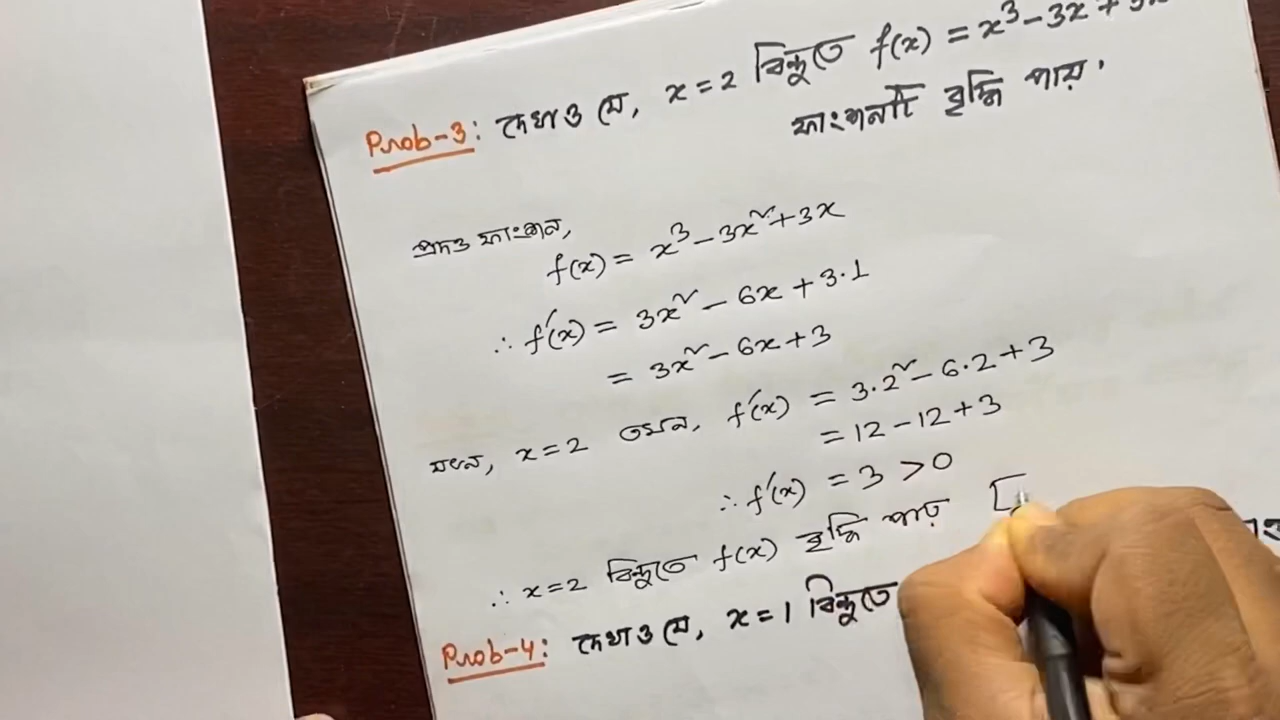 Prob-3: দেখাও যে, x = 2 বিন্দুতে f(x) = x³ - 3x +
ফাংশনটি বৃদ্ধি পায়।
প্রদত্ত ফাংশন,
f(x) = x³ - 3x² + 3x
∴ f′(x) = 3x² - 6x + 3·1
= 3x² - 6x + 3
যখন, x = 2 তখন, f′(x) = 3·2² - 6·2 + 3
= 12 - 12 + 3
∴ f′(x) = 3 > 0
∴ x = 2 বিন্দুতে f(x) বৃদ্ধি পায় [
Prob-4: দেখাও যে, x = 1 বিন্দুতে